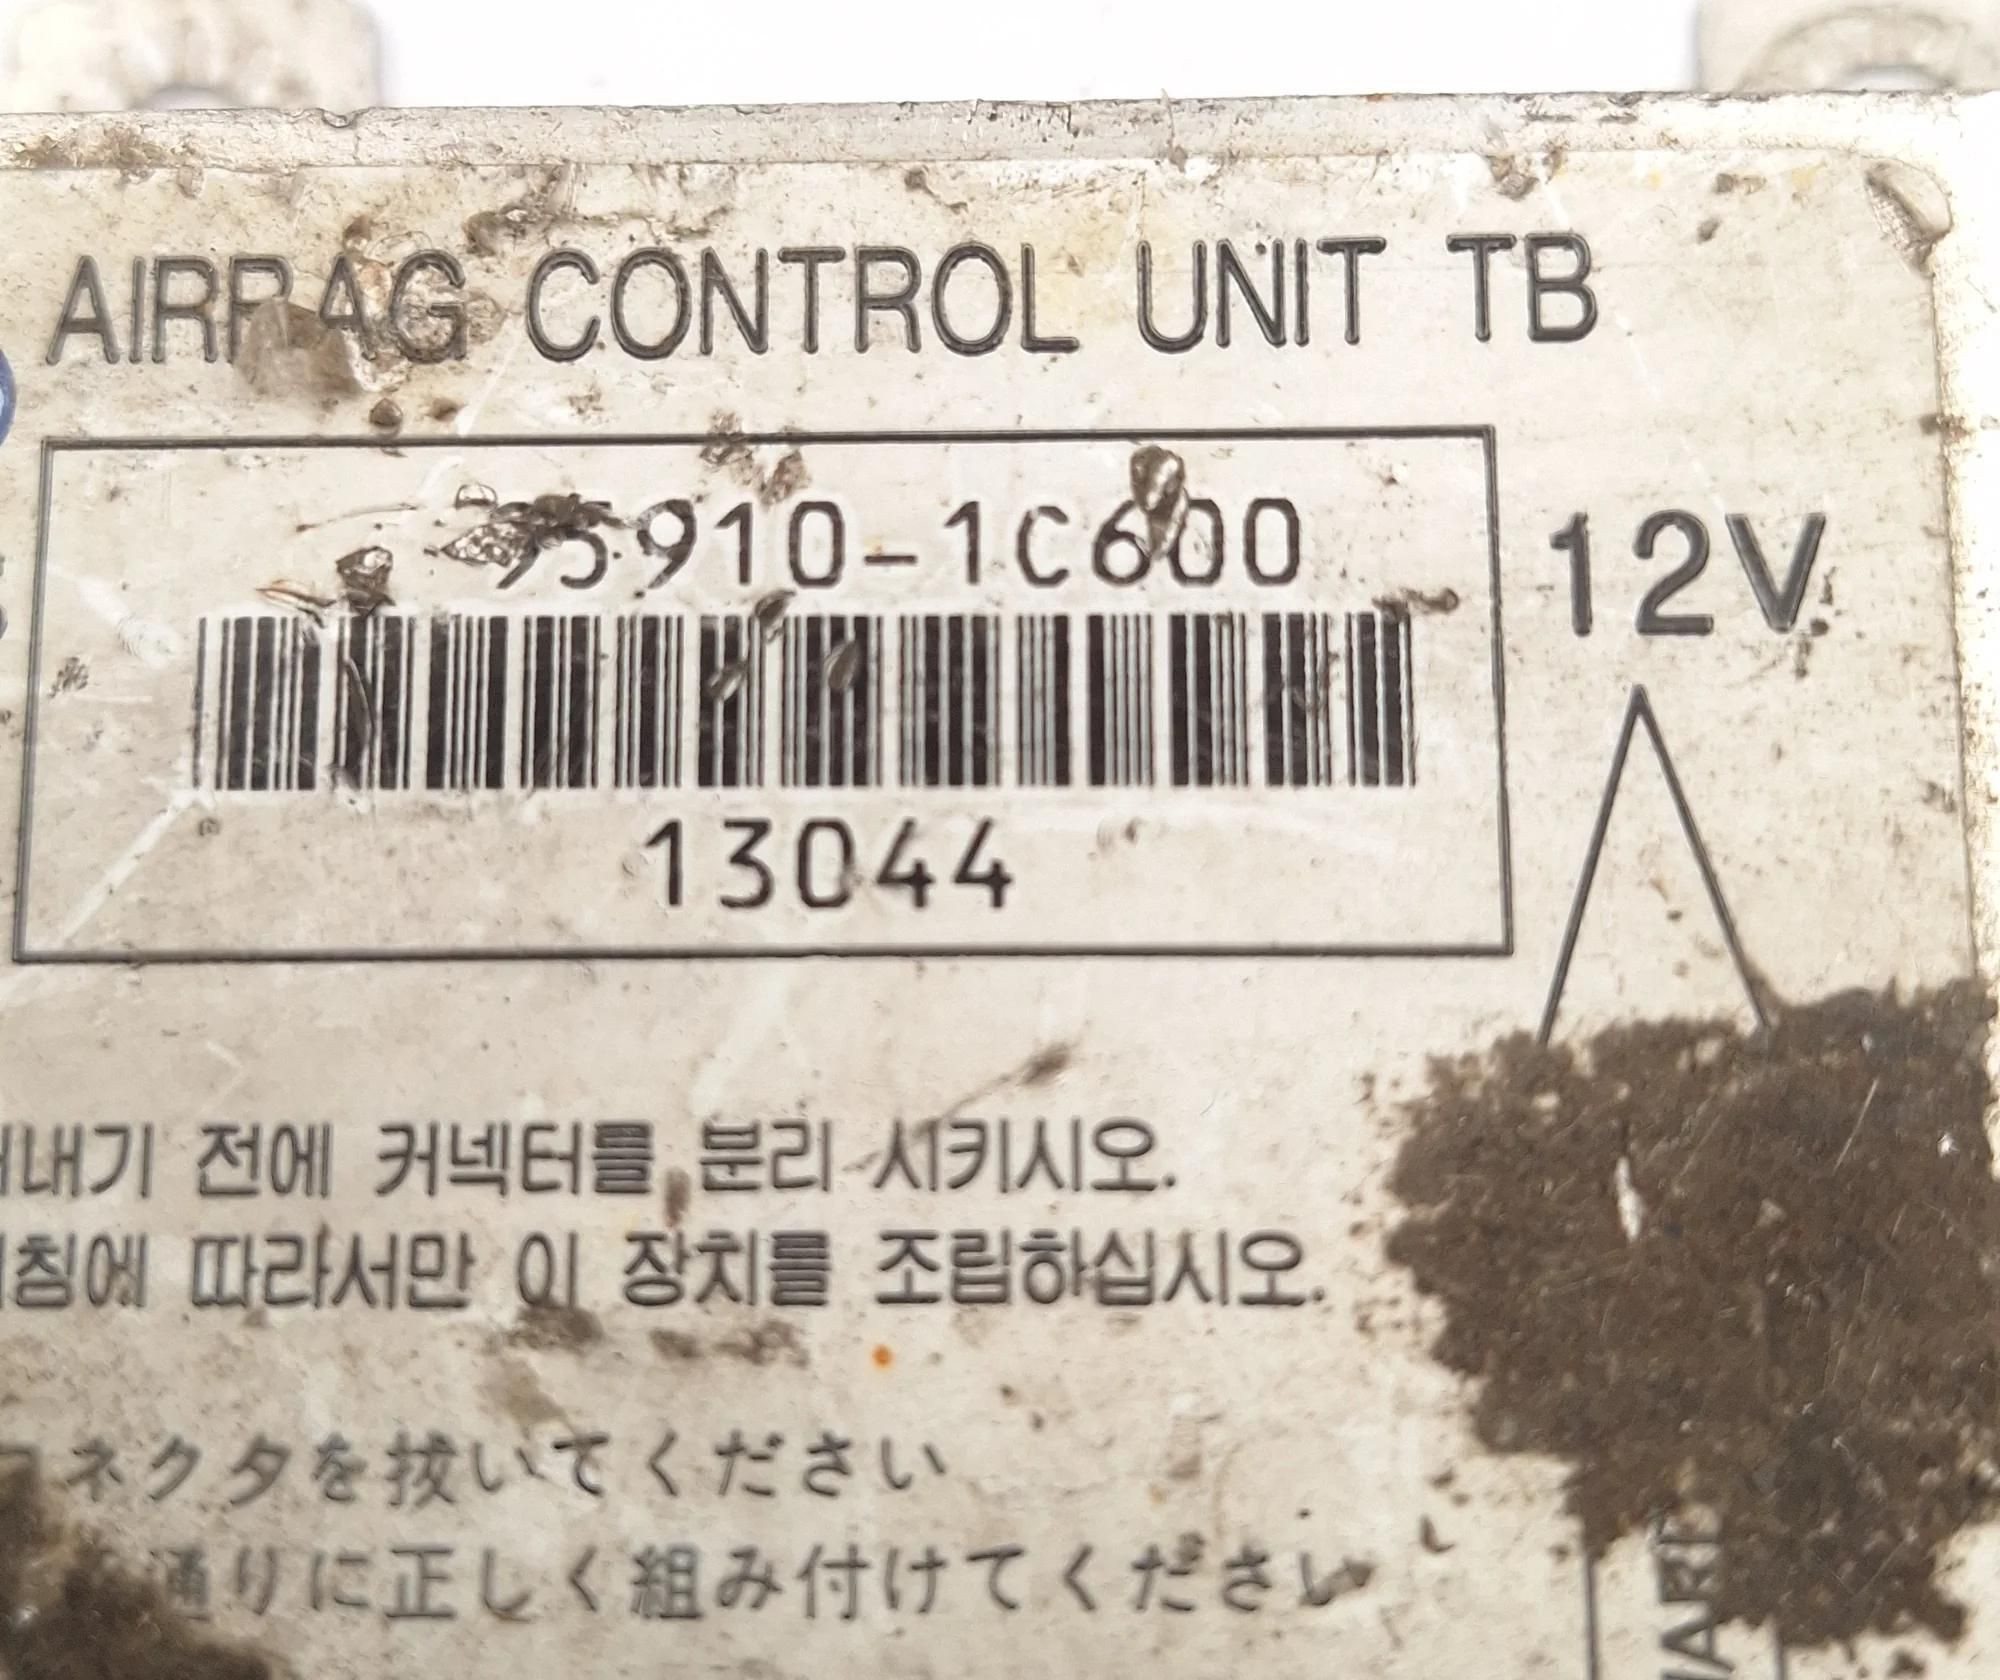 AIRBAG CONTROL UNIT TB
95910-1C600
12V
13044
내기 전에 커넥터를 분리 시키시오.
침에 따라서만 이 장치를 조립하십시오.
ネクタを抜いてください
通りに正しく組み付けてください